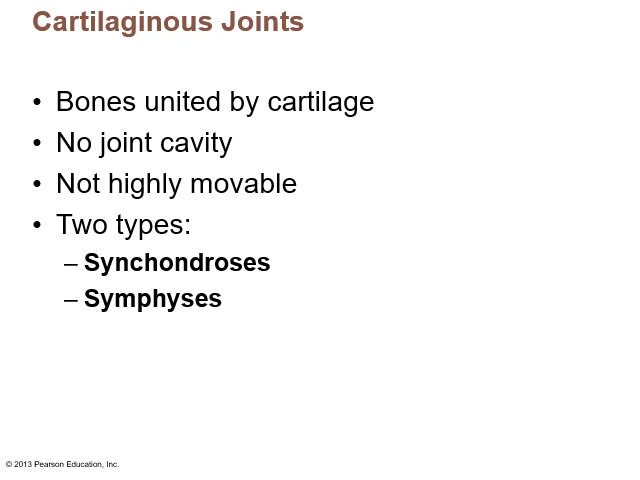 Cartilaginous Joints
• Bones united by cartilage
• No joint cavity
• Not highly movable
• Two types:
– Synchondroses
– Symphyses
© 2013 Pearson Education, Inc.